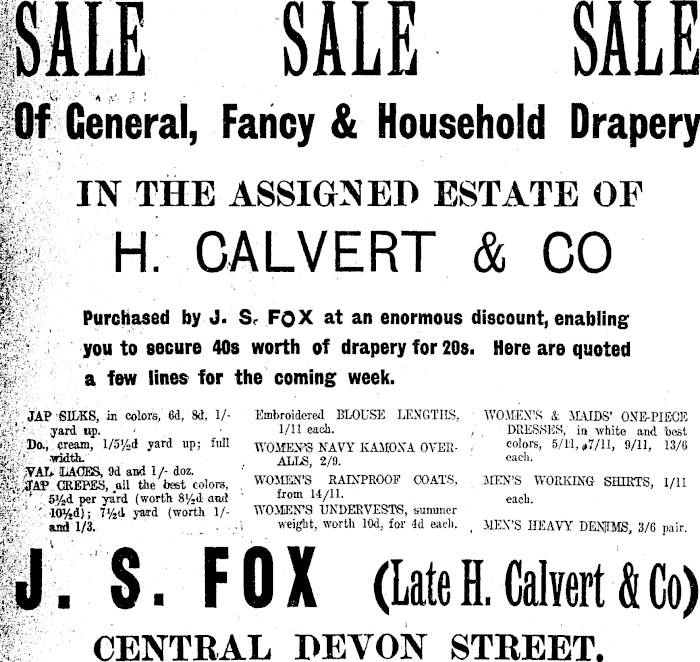 SALE SALE SALE
Of General, Fancy & Household Drapery
IN THE ASSIGNED ESTATE OF
H. CALVERT & CO
Purchased by J. S. FOX at an enormous discount, enabling
you to secure 40s worth of drapery for 20s. Here are quoted
a few lines for the coming week.
JAP SILKS, in colors, 6d, 8d, 1/-
yard up.
Do., cream, 1/5½d yard up; full
width.
VAL LACES, 9d and 1/- doz.
JAP CREPES, all the best colors,
5½d per yard (worth 8½d and
10½d); 7½d yard (worth 1/-
and 1/3.
Embroidered BLOUSE LENGTHS,
1/11 each.
WOMEN'S NAVY KAMONA OVER-
ALLS, 2/9.
WOMEN'S RAINPROOF COATS,
from 14/11.
WOMEN'S UNDERVESTS, summer
weight, worth 10d, for 4d each.
WOMEN'S & MAIDS' ONE-PIECE
DRESSES, in white and best
colors, 5/11, 7/11, 9/11, 13/6
each.
MEN'S WORKING SHIRTS, 1/11
each.
MEN'S HEAVY DENIMS, 3/6 pair.
J. S. FOX (Late H. Calvert & Co)
CENTRAL DEVON STREET.